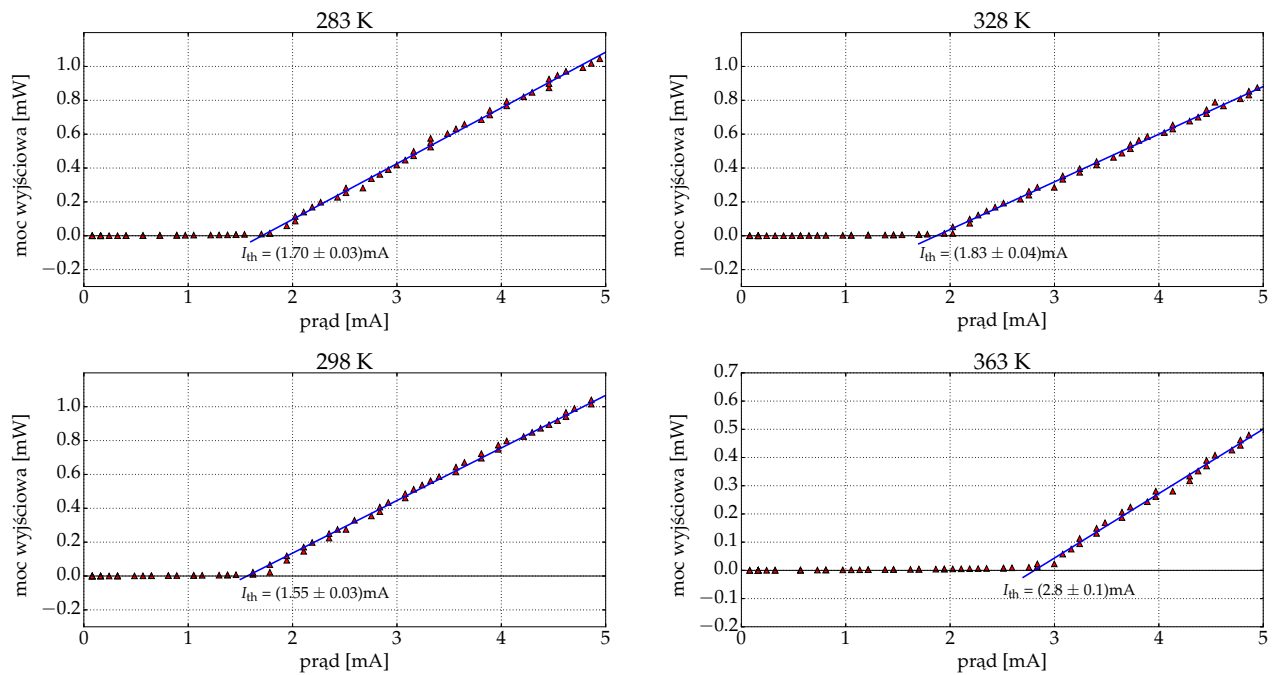 283 K
moc wyjściowa [mW]
1.0
0.8
0.6
0.4
0.2
0.0
−0.2
I_th = (1.70 ± 0.03)mA
0 1 2 3 4 5
prąd [mA]
328 K
moc wyjściowa [mW]
1.0
0.8
0.6
0.4
0.2
0.0
−0.2
I_th = (1.83 ± 0.04)mA
0 1 2 3 4 5
prąd [mA]
298 K
moc wyjściowa [mW]
1.0
0.8
0.6
0.4
0.2
0.0
−0.2
I_th = (1.55 ± 0.03)mA
0 1 2 3 4 5
prąd [mA]
363 K
moc wyjściowa [mW]
0.7
0.6
0.5
0.4
0.3
0.2
0.1
0.0
−0.1
−0.2
I_th = (2.8 ± 0.1)mA
0 1 2 3 4 5
prąd [mA]